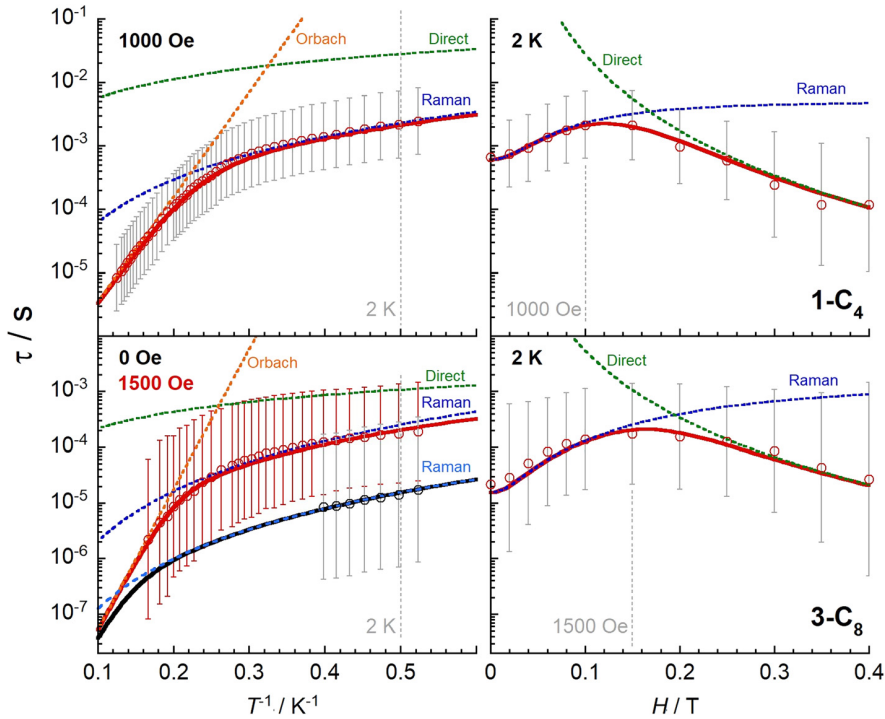 1000 Oe
Orbach
Direct
Raman
2 K
2 K
Direct
Raman
1000 Oe
1-C₄
10⁻¹
10⁻²
10⁻³
10⁻⁴
10⁻⁵
τ / s
0 Oe
1500 Oe
Orbach
Direct
Raman
Raman
2 K
2 K
Direct
Raman
1500 Oe
3-C₈
10⁻³
10⁻⁴
10⁻⁵
10⁻⁶
10⁻⁷
0.1 0.2 0.3 0.4 0.5
0.0 0.1 0.2 0.3 0.4
T⁻¹ / K⁻¹
H / T